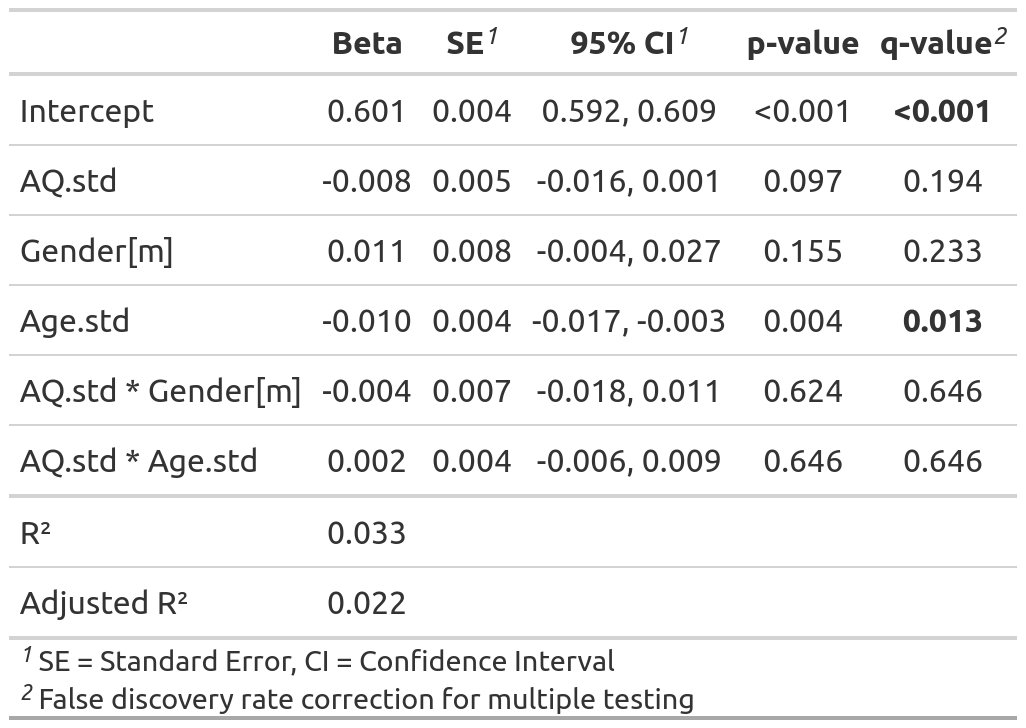 Beta SE¹ 95% CI¹ p-value q-value²
Intercept 0.601 0.004 0.592, 0.609 <0.001 <0.001
AQ.std -0.008 0.005 -0.016, 0.001 0.097 0.194
Gender[m] 0.011 0.008 -0.004, 0.027 0.155 0.233
Age.std -0.010 0.004 -0.017, -0.003 0.004 0.013
AQ.std * Gender[m] -0.004 0.007 -0.018, 0.011 0.624 0.646
AQ.std * Age.std 0.002 0.004 -0.006, 0.009 0.646 0.646
R² 0.033
Adjusted R² 0.022
¹ SE = Standard Error, CI = Confidence Interval
² False discovery rate correction for multiple testing